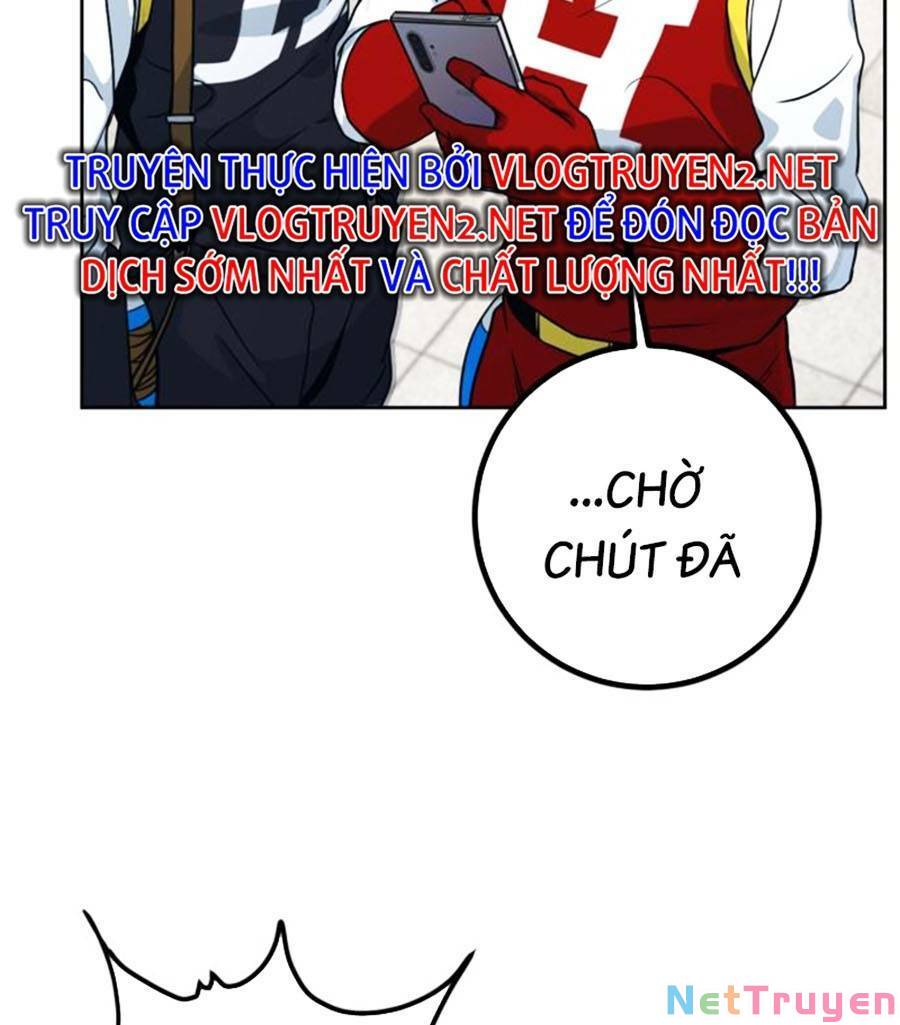 TRUYỆN THỰC HIỆN BỞI VLOGTRUYEN2.NET
TRUY CẬP VLOGTRUYEN2.NET ĐỂ ĐÓN ĐỌC BẢN
DỊCH SỚM NHẤT VÀ CHẤT LƯỢNG NHẤT!!!
...CHỜ
CHÚT ĐÃ
NetTruyen